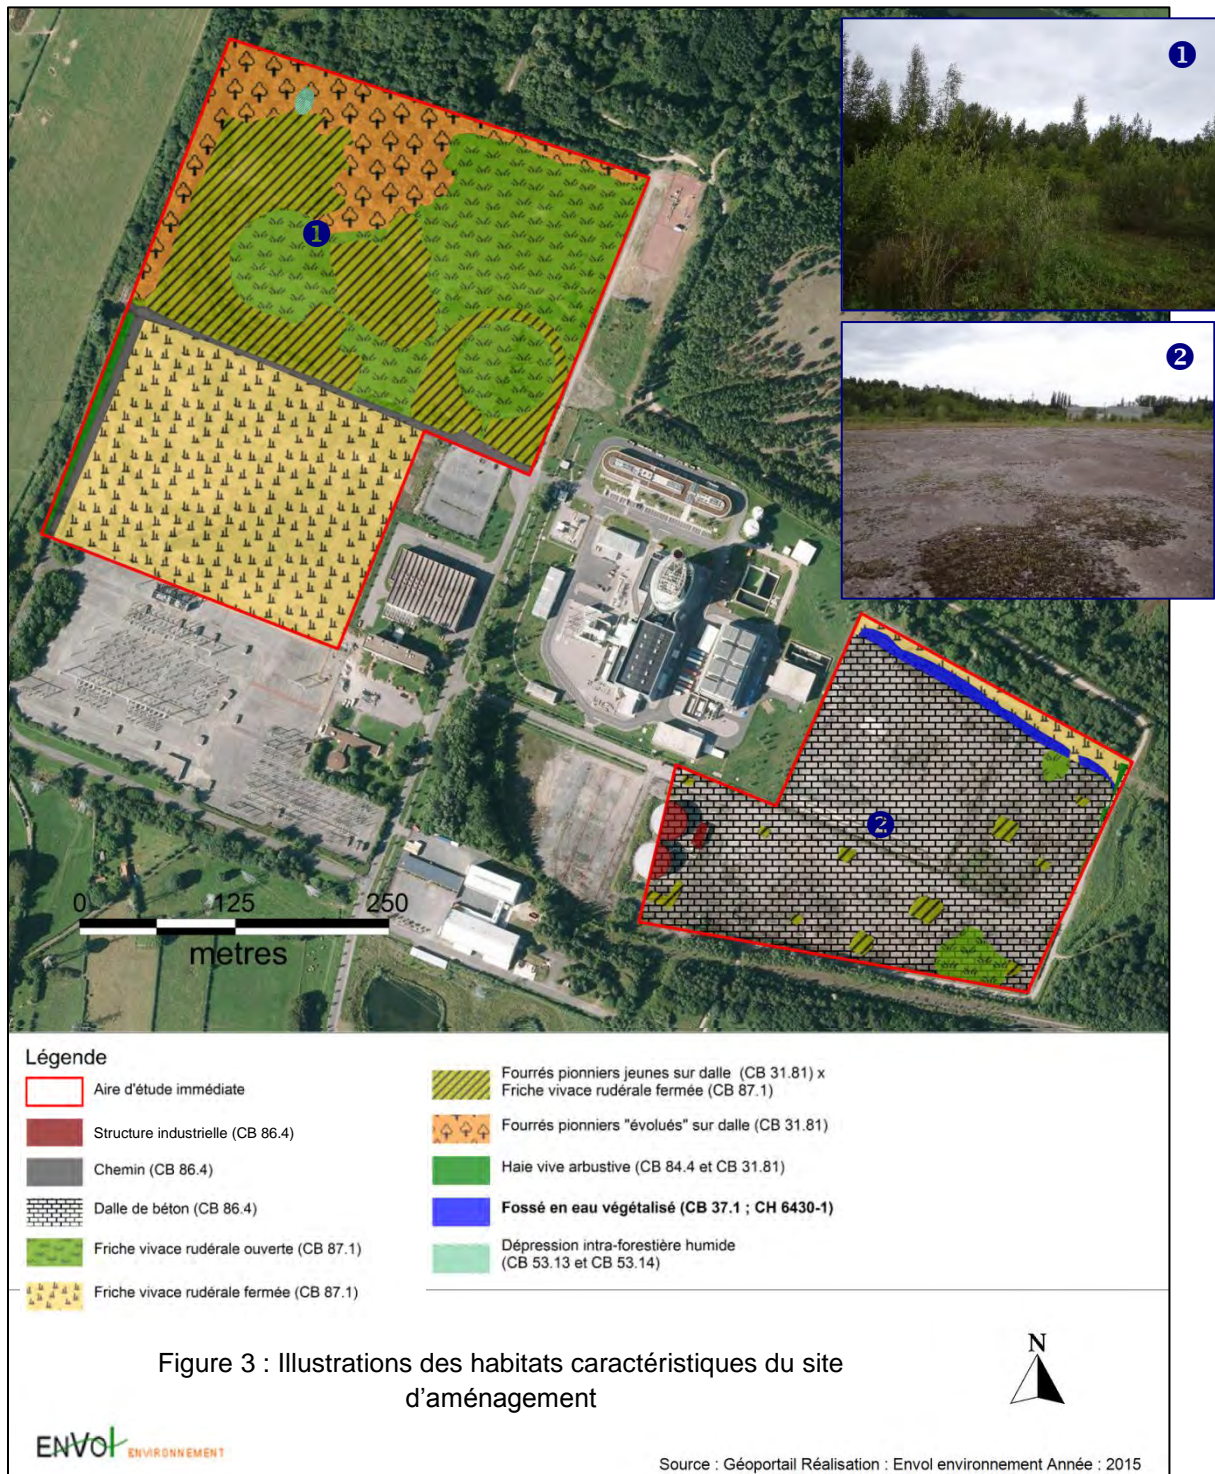 ❶
❷
❶
❷
0 125 250
metres
Légende
Aire d'étude immédiate
Structure industrielle (CB 86.4)
Chemin (CB 86.4)
Dalle de béton (CB 86.4)
Friche vivace rudérale ouverte (CB 87.1)
Friche vivace rudérale fermée (CB 87.1)
Fourrés pionniers jeunes sur dalle (CB 31.81) x
Friche vivace rudérale fermée (CB 87.1)
Fourrés pionniers "évolués" sur dalle (CB 31.81)
Haie vive arbustive (CB 84.4 et CB 31.81)
Fossé en eau végétalisé (CB 37.1 ; CH 6430-1)
Dépression intra-forestière humide
(CB 53.13 et CB 53.14)
Figure 3 : Illustrations des habitats caractéristiques du site
d'aménagement
N
ENVOL ENVIRONNEMENT
Source : Géoportail Réalisation : Envol environnement Année : 2015